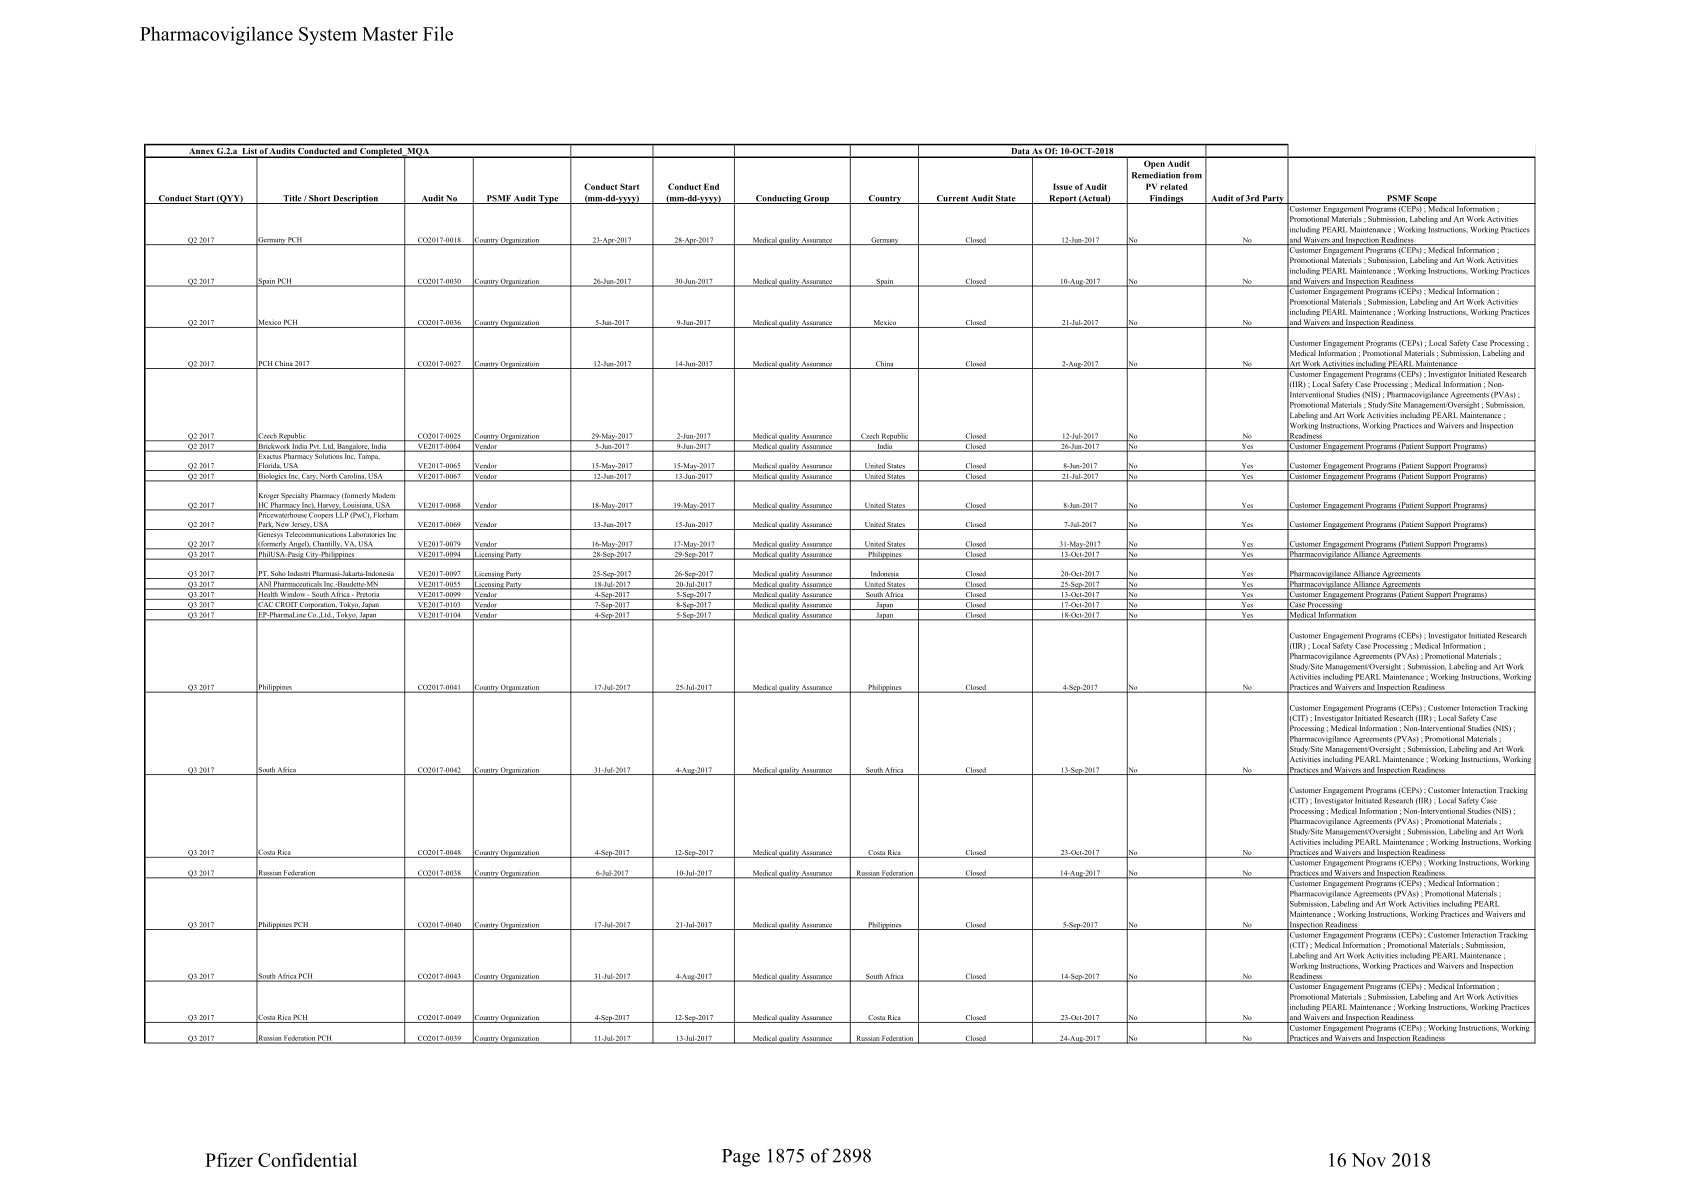 Pharmacovigilance System Master File
Annex G.2.a List of Audits Conducted and Completed_MQA Data As Of: 10-OCT-2018
Conduct Start (QYY) Title / Short Description Audit No PSMF Audit Type Conduct Start (mm-dd-yyyy) Conduct End (mm-dd-yyyy) Conducting Group Country Current Audit State Issue of Audit Report (Actual) Open Audit Remediation from PV related Findings Audit of 3rd Party PSMF Scope
Customer Engagement Programs (CEPs) ; Medical Information ;
Promotional Materials ; Submission, Labeling and Art Work Activities
including PEARL Maintenance ; Working Instructions, Working Practices
Q2 2017 Germany PCH CO2017-0018 Country Organization 23-Apr-2017 28-Apr-2017 Medical quality Assurance Germany Closed 12-Jun-2017 No No and Waivers and Inspection Readiness
Customer Engagement Programs (CEPs) ; Medical Information ;
Promotional Materials ; Submission, Labeling and Art Work Activities
including PEARL Maintenance ; Working Instructions, Working Practices
Q2 2017 Spain PCH CO2017-0030 Country Organization 26-Jun-2017 30-Jun-2017 Medical quality Assurance Spain Closed 10-Aug-2017 No No and Waivers and Inspection Readiness
Customer Engagement Programs (CEPs) ; Medical Information ;
Promotional Materials ; Submission, Labeling and Art Work Activities
including PEARL Maintenance ; Working Instructions, Working Practices
Q2 2017 Mexico PCH CO2017-0036 Country Organization 5-Jun-2017 9-Jun-2017 Medical quality Assurance Mexico Closed 21-Jul-2017 No No and Waivers and Inspection Readiness
Customer Engagement Programs (CEPs) ; Local Safety Case Processing ;
Medical Information ; Promotional Materials ; Submission, Labeling and
Q2 2017 PCH China 2017 CO2017-0027 Country Organization 12-Jun-2017 14-Jun-2017 Medical quality Assurance China Closed 2-Aug-2017 No No Art Work Activities including PEARL Maintenance
Customer Engagement Programs (CEPs) ; Investigator Initiated Research
(IIR) ; Local Safety Case Processing ; Medical Information ; Non-
Interventional Studies (NIS) ; Pharmacovigilance Agreements (PVAs) ;
Promotional Materials ; Study/Site Management/Oversight ; Submission,
Labeling and Art Work Activities including PEARL Maintenance ;
Working Instructions, Working Practices and Waivers and Inspection
Q2 2017 Czech Republic CO2017-0025 Country Organization 29-May-2017 2-Jun-2017 Medical quality Assurance Czech Republic Closed 12-Jul-2017 No No Readiness
Q2 2017 Brickwork India Pvt. Ltd, Bangalore, India VE2017-0064 Vendor 5-Jun-2017 9-Jun-2017 Medical quality Assurance India Closed 26-Jun-2017 No Yes Customer Engagement Programs (Patient Support Programs)
Exactus Pharmacy Solutions Inc, Tampa,
Q2 2017 Florida, USA VE2017-0065 Vendor 15-May-2017 15-May-2017 Medical quality Assurance United States Closed 8-Jun-2017 No Yes Customer Engagement Programs (Patient Support Programs)
Q2 2017 Biologics Inc, Cary, North Carolina, USA VE2017-0067 Vendor 12-Jun-2017 13-Jun-2017 Medical quality Assurance United States Closed 21-Jul-2017 No Yes Customer Engagement Programs (Patient Support Programs)
Kroger Specialty Pharmacy (formerly Modern
Q2 2017 HC Pharmacy Inc), Harvey, Louisiana, USA VE2017-0068 Vendor 18-May-2017 19-May-2017 Medical quality Assurance United States Closed 8-Jun-2017 No Yes Customer Engagement Programs (Patient Support Programs)
Pricewaterhouse Coopers LLP (PwC), Florham
Q2 2017 Park, New Jersey, USA VE2017-0069 Vendor 13-Jun-2017 15-Jun-2017 Medical quality Assurance United States Closed 7-Jul-2017 No Yes Customer Engagement Programs (Patient Support Programs)
Genesys Telecommunications Laboratories Inc
Q2 2017 (formerly Angel), Chantilly, VA, USA VE2017-0079 Vendor 16-May-2017 17-May-2017 Medical quality Assurance United States Closed 31-May-2017 No Yes Customer Engagement Programs (Patient Support Programs)
Q3 2017 PhilUSA-Pasig City-Philippines VE2017-0094 Licensing Party 28-Sep-2017 29-Sep-2017 Medical quality Assurance Philippines Closed 13-Oct-2017 No Yes Pharmacovigilance Alliance Agreements
Q3 2017 PT. Soho Industri Pharmasi-Jakarta-Indonesia VE2017-0097 Licensing Party 25-Sep-2017 26-Sep-2017 Medical quality Assurance Indonesia Closed 20-Oct-2017 No Yes Pharmacovigilance Alliance Agreements
Q3 2017 ANI Pharmaceuticals Inc.-Baudette-MN VE2017-0055 Licensing Party 18-Jul-2017 20-Jul-2017 Medical quality Assurance United States Closed 25-Sep-2017 No Yes Pharmacovigilance Alliance Agreements
Q3 2017 Health Window - South Africa - Pretoria VE2017-0099 Vendor 4-Sep-2017 5-Sep-2017 Medical quality Assurance South Africa Closed 13-Oct-2017 No Yes Customer Engagement Programs (Patient Support Programs)
Q3 2017 CAC CROIT Corporation, Tokyo, Japan VE2017-0103 Vendor 7-Sep-2017 8-Sep-2017 Medical quality Assurance Japan Closed 17-Oct-2017 No Yes Case Processing
Q3 2017 EP-PharmaLine Co.,Ltd., Tokyo, Japan VE2017-0104 Vendor 4-Sep-2017 5-Sep-2017 Medical quality Assurance Japan Closed 18-Oct-2017 No Yes Medical Information
Customer Engagement Programs (CEPs) ; Investigator Initiated Research
(IIR) ; Local Safety Case Processing ; Medical Information ;
Pharmacovigilance Agreements (PVAs) ; Promotional Materials ;
Study/Site Management/Oversight ; Submission, Labeling and Art Work
Activities including PEARL Maintenance ; Working Instructions, Working
Q3 2017 Philippines CO2017-0041 Country Organization 17-Jul-2017 25-Jul-2017 Medical quality Assurance Philippines Closed 4-Sep-2017 No No Practices and Waivers and Inspection Readiness
Customer Engagement Programs (CEPs) ; Customer Interaction Tracking
(CIT) ; Investigator Initiated Research (IIR) ; Local Safety Case
Processing ; Medical Information ; Non-Interventional Studies (NIS) ;
Pharmacovigilance Agreements (PVAs) ; Promotional Materials ;
Study/Site Management/Oversight ; Submission, Labeling and Art Work
Activities including PEARL Maintenance ; Working Instructions, Working
Q3 2017 South Africa CO2017-0042 Country Organization 31-Jul-2017 4-Aug-2017 Medical quality Assurance South Africa Closed 13-Sep-2017 No No Practices and Waivers and Inspection Readiness
Customer Engagement Programs (CEPs) ; Customer Interaction Tracking
(CIT) ; Investigator Initiated Research (IIR) ; Local Safety Case
Processing ; Medical Information ; Non-Interventional Studies (NIS) ;
Pharmacovigilance Agreements (PVAs) ; Promotional Materials ;
Study/Site Management/Oversight ; Submission, Labeling and Art Work
Activities including PEARL Maintenance ; Working Instructions, Working
Q3 2017 Costa Rica CO2017-0048 Country Organization 4-Sep-2017 12-Sep-2017 Medical quality Assurance Costa Rica Closed 23-Oct-2017 No No Practices and Waivers and Inspection Readiness
Customer Engagement Programs (CEPs) ; Working Instructions, Working
Q3 2017 Russian Federation CO2017-0038 Country Organization 6-Jul-2017 10-Jul-2017 Medical quality Assurance Russian Federation Closed 14-Aug-2017 No No Practices and Waivers and Inspection Readiness
Customer Engagement Programs (CEPs) ; Medical Information ;
Pharmacovigilance Agreements (PVAs) ; Promotional Materials ;
Submission, Labeling and Art Work Activities including PEARL
Maintenance ; Working Instructions, Working Practices and Waivers and
Q3 2017 Philippines PCH CO2017-0040 Country Organization 17-Jul-2017 21-Jul-2017 Medical quality Assurance Philippines Closed 5-Sep-2017 No No Inspection Readiness
Customer Engagement Programs (CEPs) ; Customer Interaction Tracking
(CIT) ; Medical Information ; Promotional Materials ; Submission,
Labeling and Art Work Activities including PEARL Maintenance ;
Working Instructions, Working Practices and Waivers and Inspection
Q3 2017 South Africa PCH CO2017-0043 Country Organization 31-Jul-2017 4-Aug-2017 Medical quality Assurance South Africa Closed 14-Sep-2017 No No Readiness
Customer Engagement Programs (CEPs) ; Medical Information ;
Promotional Materials ; Submission, Labeling and Art Work Activities
including PEARL Maintenance ; Working Instructions, Working Practices
Q3 2017 Costa Rica PCH CO2017-0049 Country Organization 4-Sep-2017 12-Sep-2017 Medical quality Assurance Costa Rica Closed 23-Oct-2017 No No and Waivers and Inspection Readiness
Customer Engagement Programs (CEPs) ; Working Instructions, Working
Q3 2017 Russian Federation PCH CO2017-0039 Country Organization 11-Jul-2017 13-Jul-2017 Medical quality Assurance Russian Federation Closed 24-Aug-2017 No No Practices and Waivers and Inspection Readiness
Pfizer Confidential Page 1875 of 2898 16 Nov 2018